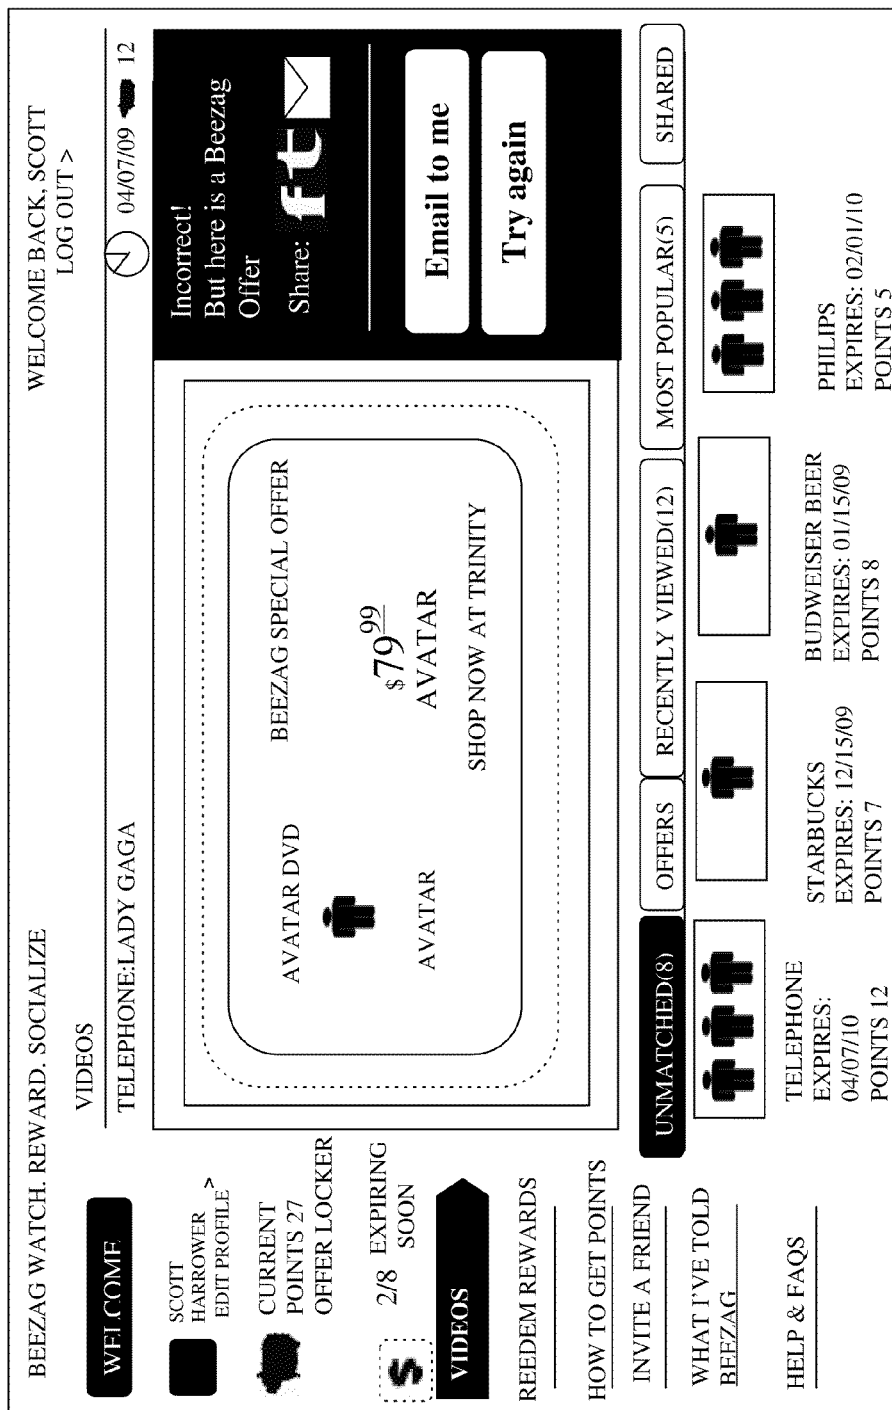 BEEZAG WATCH. REWARD. SOCIALIZE
WELCOME BACK, SCOTT
LOG OUT >
WELCOME
VIDEOS
TELEPHONE:LADY GAGA
04/07/09
12
SCOTT
HARROWER
EDIT PROFILE >
CURRENT
POINTS 27
OFFER LOCKER
$
2/8 EXPIRING
SOON
VIDEOS
REEDEM REWARDS
HOW TO GET POINTS
INVITE A FRIEND
WHAT I'VE TOLD
BEEZAG
HELP & FAQS
AVATAR DVD
AVATAR
BEEZAG SPECIAL OFFER
$79 99
AVATAR
SHOP NOW AT TRINITY
Incorrect!
But here is a Beezag
Offer
Share: f t
Email to me
Try again
UNMATCHED(8)
OFFERS
RECENTLY VIEWED(12)
MOST POPULAR(5)
SHARED
TELEPHONE
EXPIRES:
04/07/10
POINTS 12
STARBUCKS
EXPIRES: 12/15/09
POINTS 7
BUDWEISER BEER
EXPIRES: 01/15/09
POINTS 8
PHILIPS
EXPIRES: 02/01/10
POINTS 5